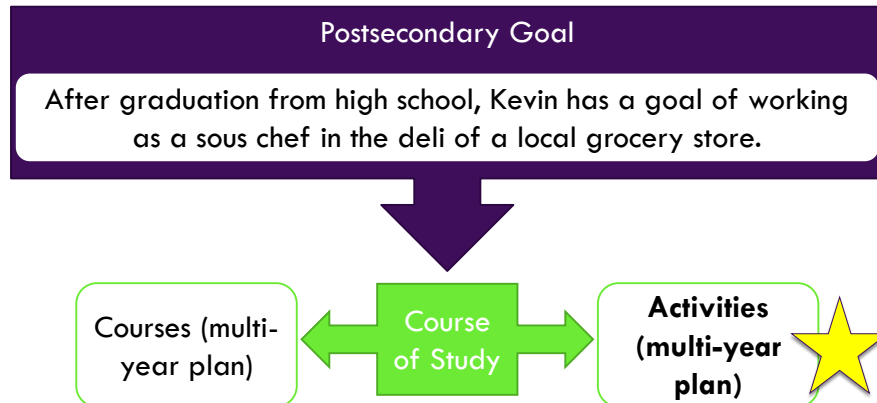 Postsecondary Goal
After graduation from high school, Kevin has a goal of working
as a sous chef in the deli of a local grocery store.
Courses (multi-
year plan)
Course
of Study
Activities
(multi-year
plan)